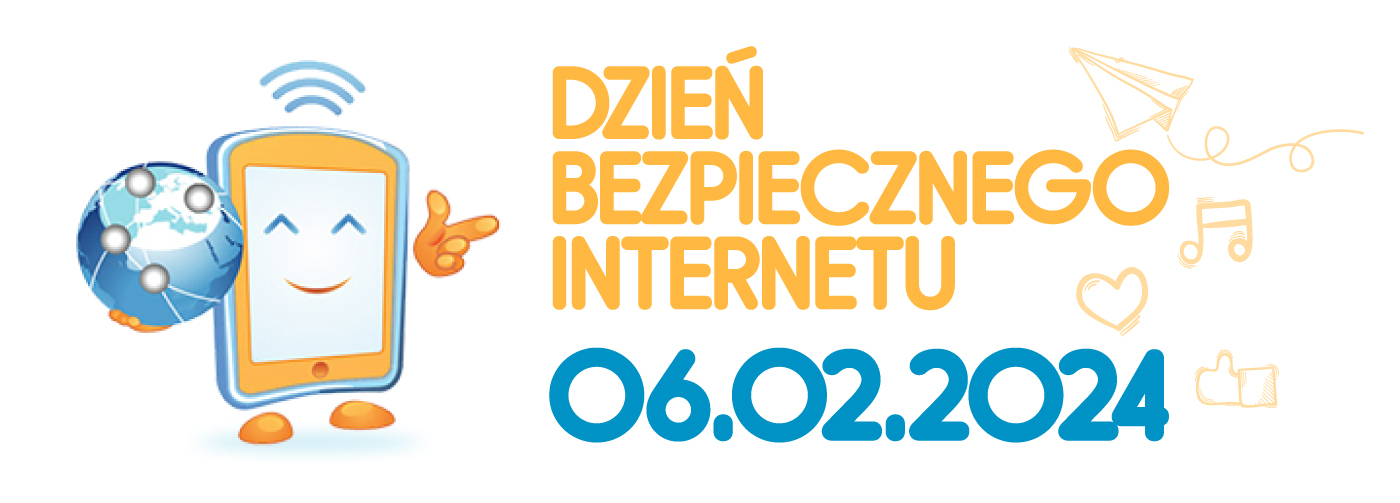 DZIEŃ
BEZPIECZNEGO
INTERNETU
06.02.2024